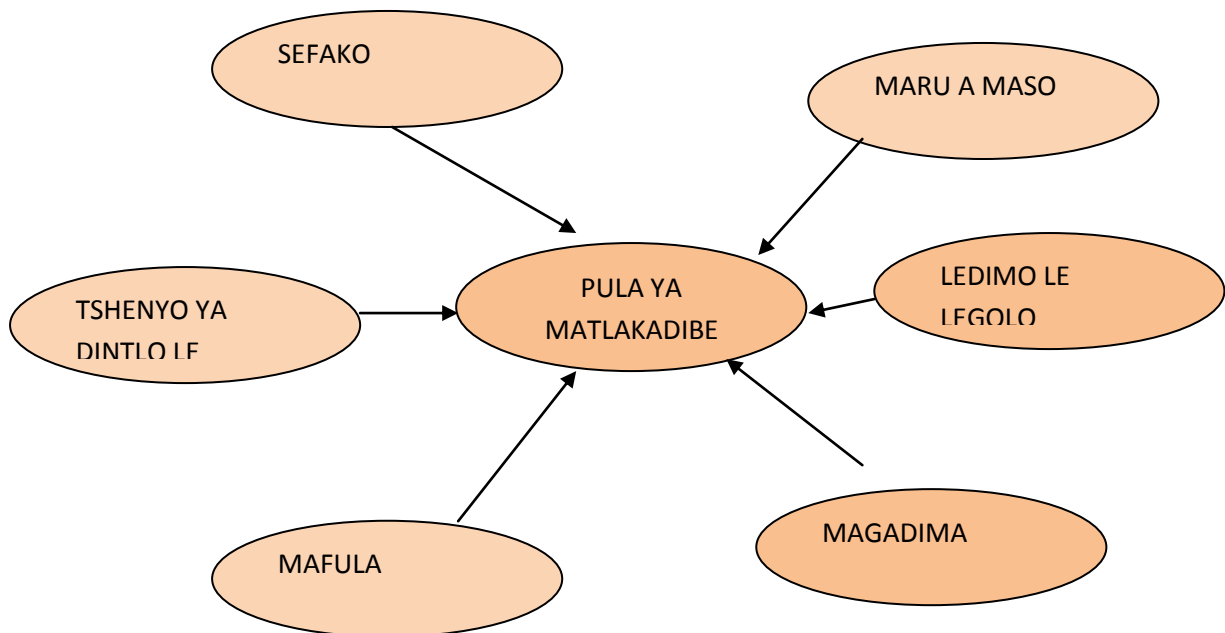 SEFAKO
MARU A MASO
PULA YA
MATLAKADIBE
LEDIMO LE
LEGOLO
TSHENYO YA
DINTLO LE
MAFULA
MAGADIMA